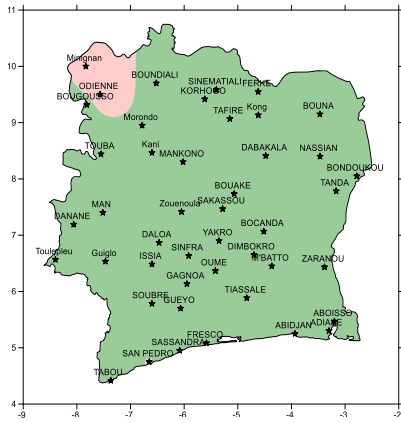 11
10
9
8
7
6
5
4
-9
-8
-7
-6
-5
-4
-3
-2
Minignan
ODIENNE
BOUGOUSSO
BOUNDIALI
SINEMATIALI
FERKE
KORHOGO
TAFIRE
Kong
BOUNA
Morondo
TOUBA
Kani
MANKONO
DABAKALA
NASSIAN
BONDOUKOU
TANDA
BOUAKE
SAKASSOU
Zouenoula
MAN
DANANE
BOCANDA
DALOA
YAKRO
SINFRA
DIMBOKRO
M'BATTO
ZARANOU
Toulepleu
Guiglo
ISSIA
OUME
GAGNOA
TIASSALE
SOUBRE
GUEYO
ABOISSO
ADIAKE
ABIDJAN
FRESCO
SASSANDRA
SAN PEDRO
TABOU